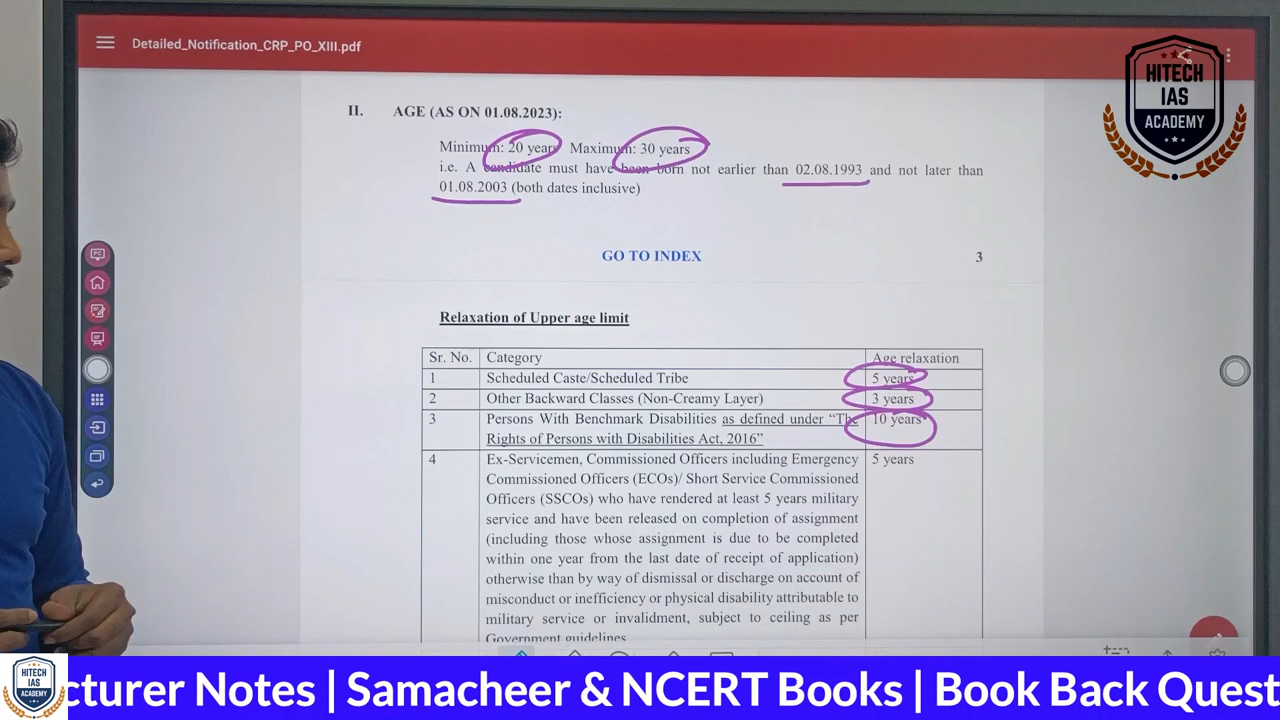 Detailed_Notification_CRP_PO_XIII.pdf
HITECH
IAS
ACADEMY
II. AGE (AS ON 01.08.2023):
Minimum: 20 years Maximum: 30 years
i.e. A candidate must have been born not earlier than 02.08.1993 and not later than
01.08.2003 (both dates inclusive)
GO TO INDEX 3
Relaxation of Upper age limit
Sr. No. Category Age relaxation
1 Scheduled Caste/Scheduled Tribe 5 years
2 Other Backward Classes (Non-Creamy Layer) 3 years
3 Persons With Benchmark Disabilities as defined under “The 10 years
Rights of Persons with Disabilities Act, 2016”
4 Ex-Servicemen, Commissioned Officers including Emergency 5 years
Commissioned Officers (ECOs)/ Short Service Commissioned
Officers (SSCOs) who have rendered at least 5 years military
service and have been released on completion of assignment
(including those whose assignment is due to be completed
within one year from the last date of receipt of application)
otherwise than by way of dismissal or discharge on account of
misconduct or inefficiency or physical disability attributable to
military service or invalidment, subject to ceiling as per
Government guidelines
HITECH
IAS
ACADEMY
cturer Notes | Samacheer & NCERT Books | Book Back Quest